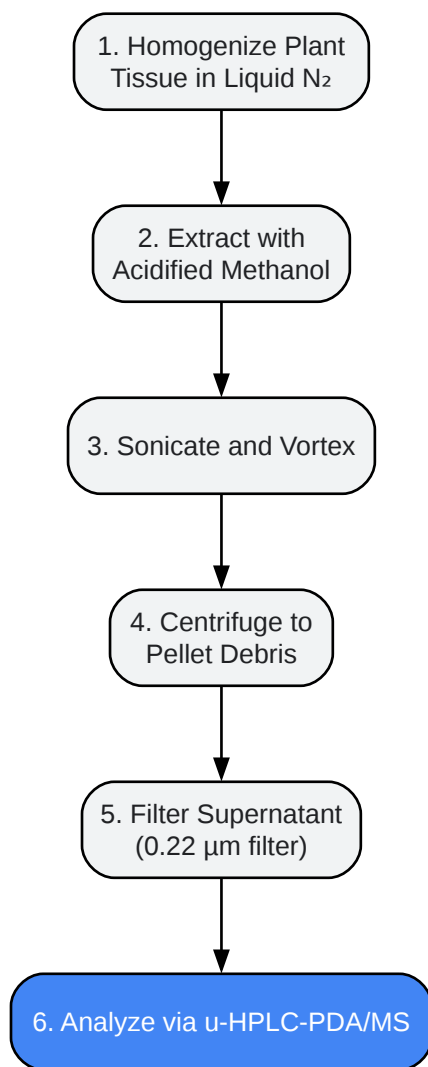 1. Homogenize Plant
Tissue in Liquid N₂
2. Extract with
Acidified Methanol
3. Sonicate and Vortex
4. Centrifuge to
Pellet Debris
5. Filter Supernatant
(0.22 µm filter)
6. Analyze via u-HPLC-PDA/MS